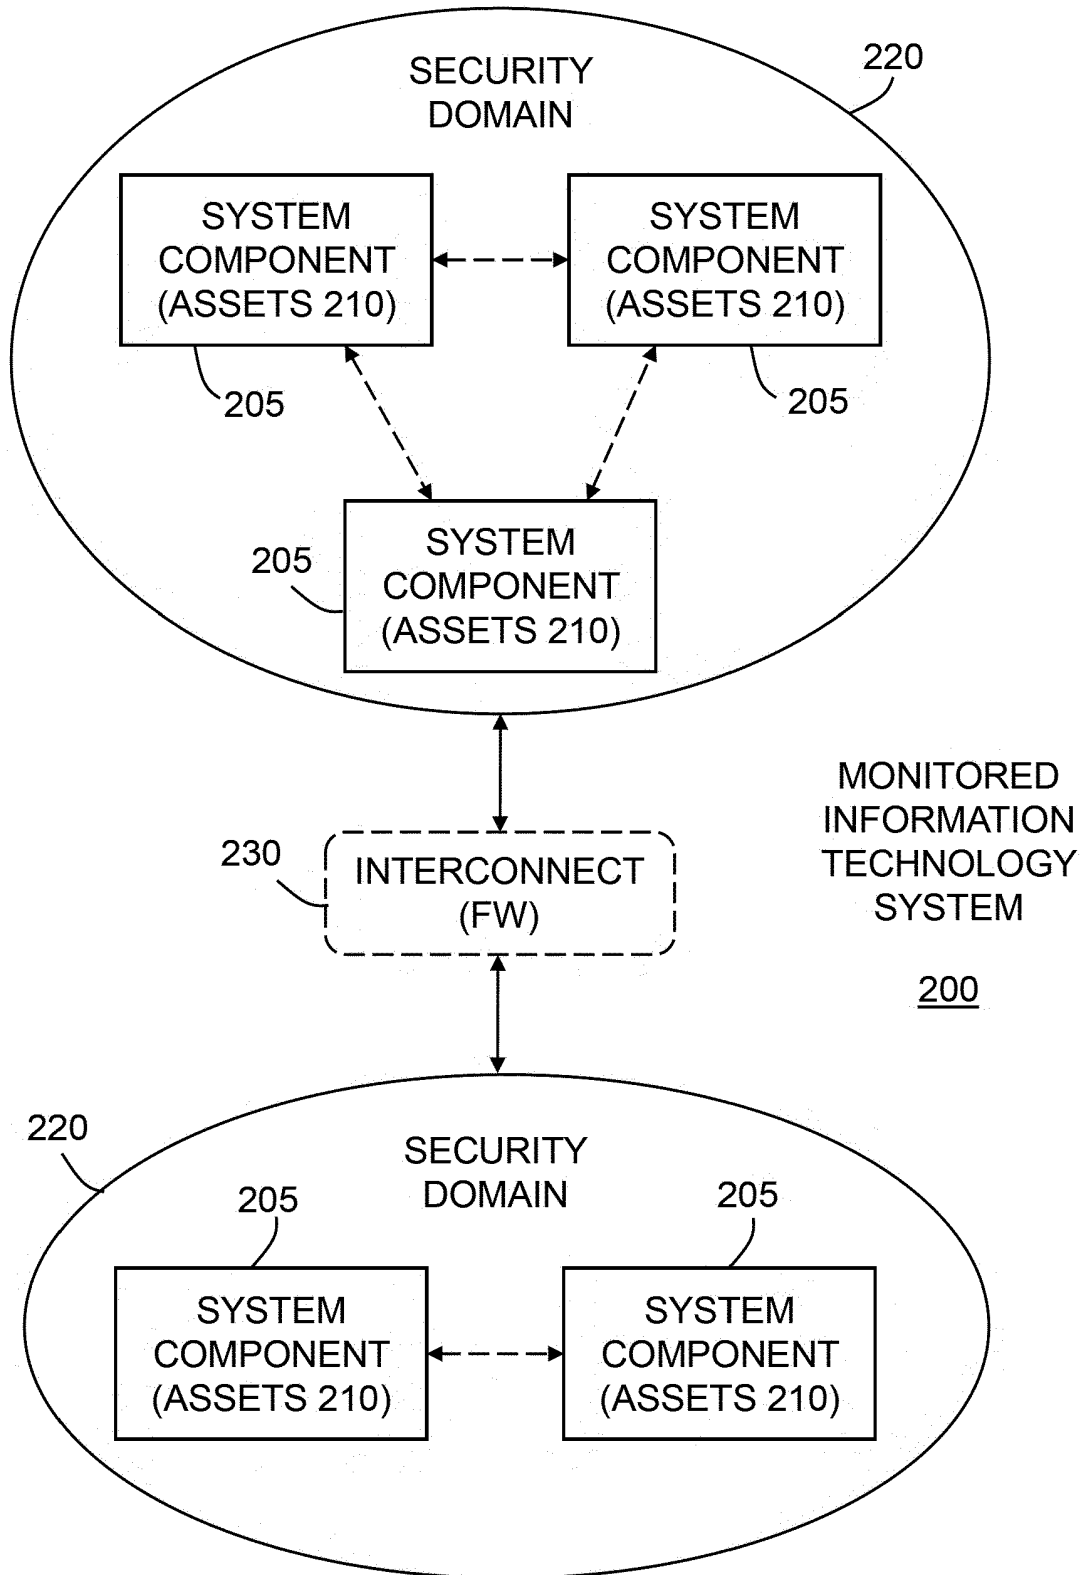 SECURITY
DOMAIN
220
SYSTEM
COMPONENT
(ASSETS 210)
SYSTEM
COMPONENT
(ASSETS 210)
205
205
205
SYSTEM
COMPONENT
(ASSETS 210)
230
INTERCONNECT
(FW)
MONITORED
INFORMATION
TECHNOLOGY
SYSTEM
200
220
SECURITY
DOMAIN
205
205
SYSTEM
COMPONENT
(ASSETS 210)
SYSTEM
COMPONENT
(ASSETS 210)